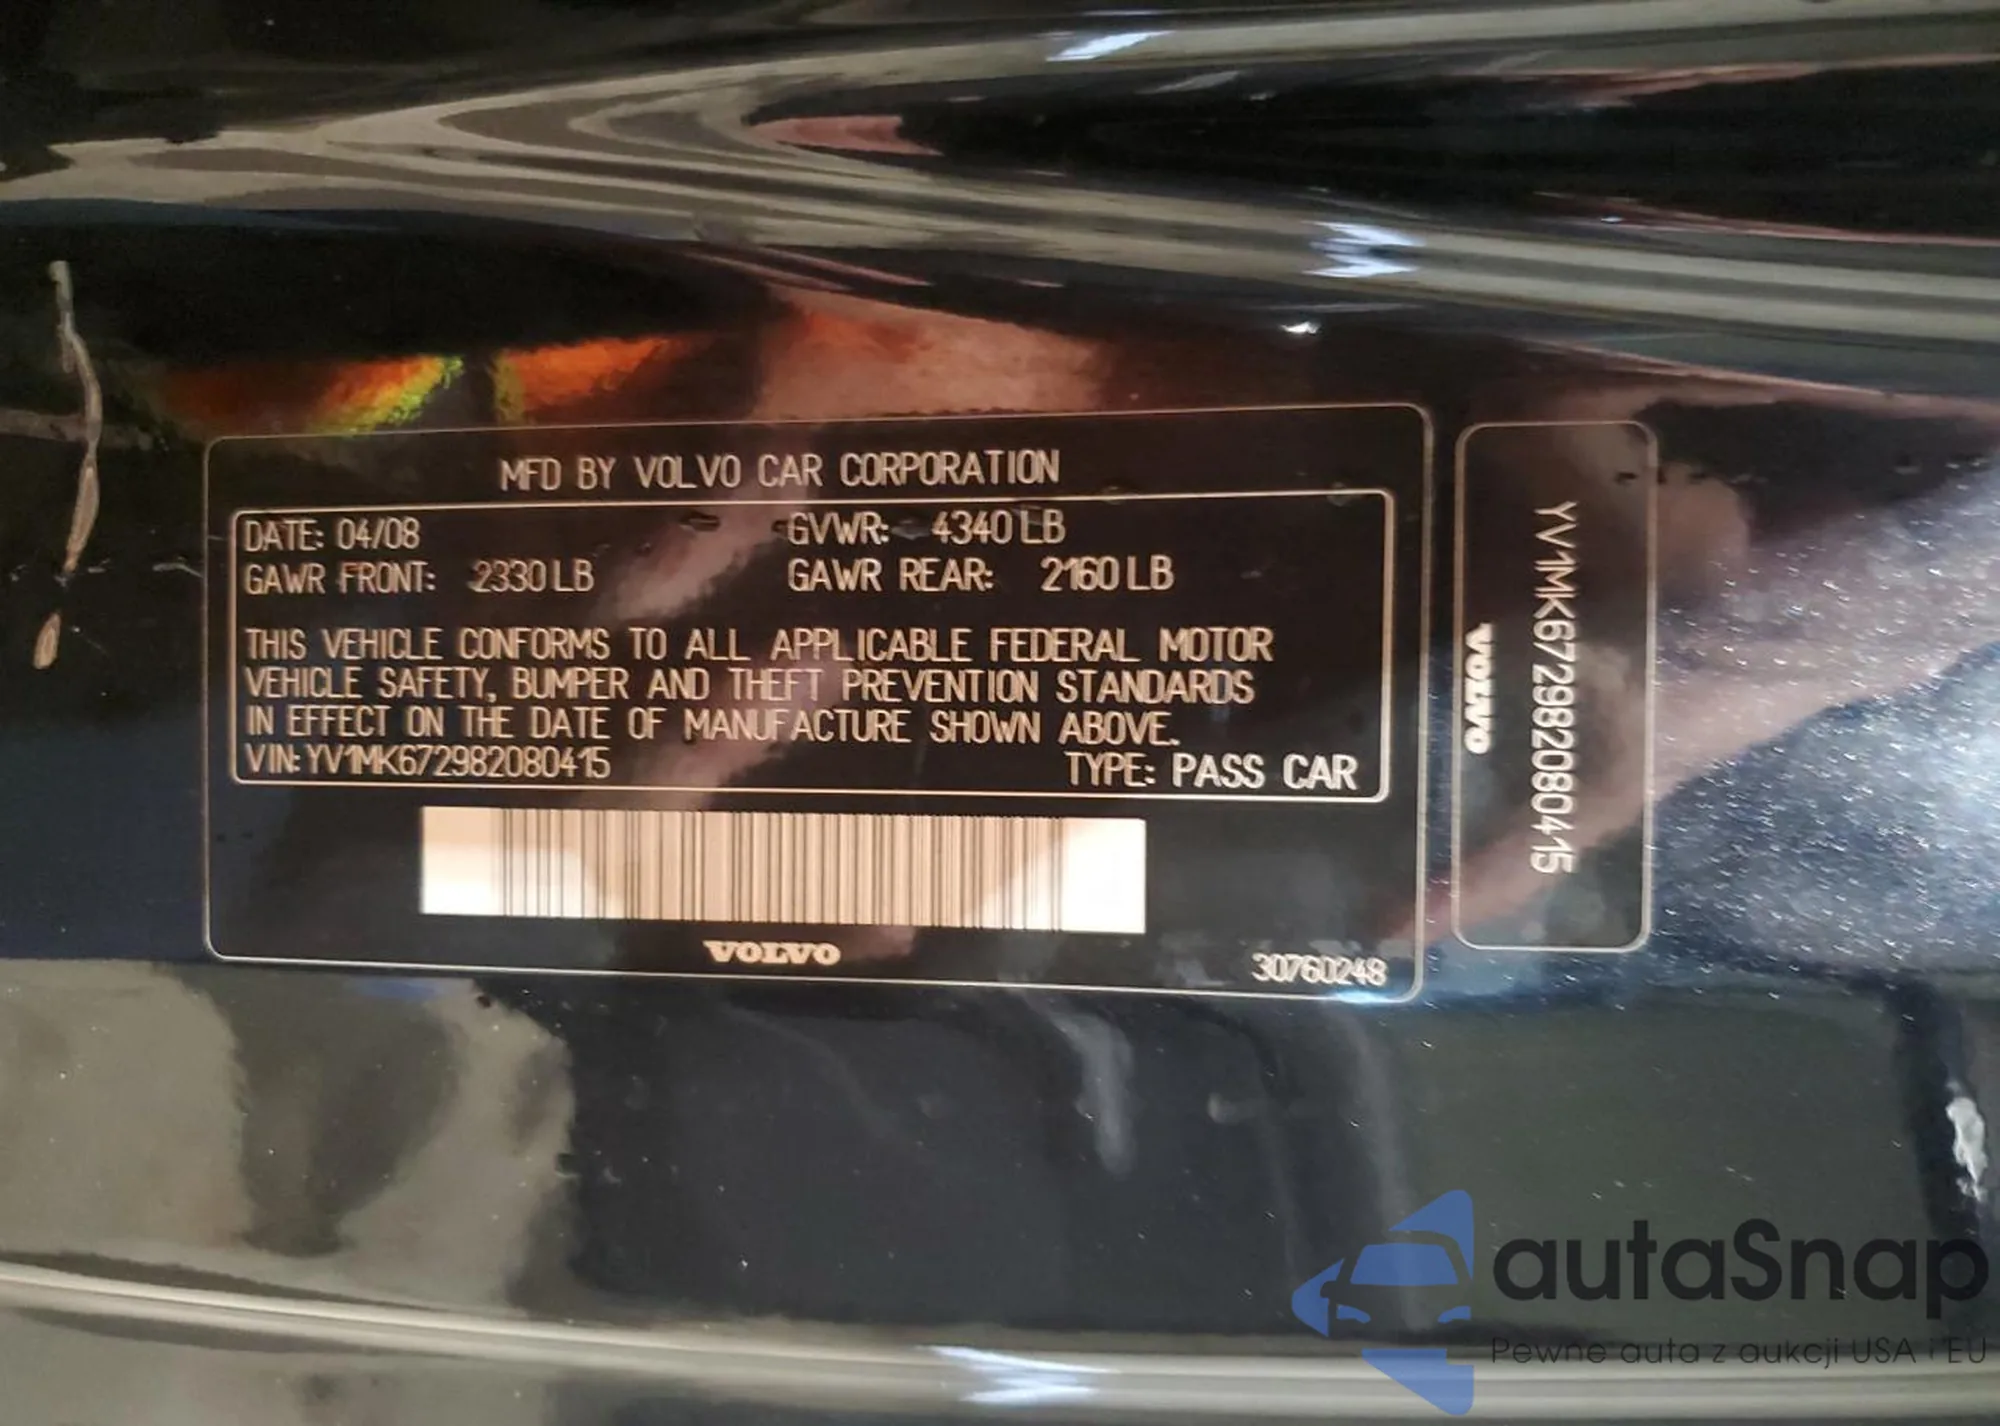 MFD BY VOLVO CAR CORPORATION
DATE: 04/08 GVWR: 4340 LB
GAWR FRONT: 2330 LB GAWR REAR: 2160 LB
THIS VEHICLE CONFORMS TO ALL APPLICABLE FEDERAL MOTOR
VEHICLE SAFETY, BUMPER AND THEFT PREVENTION STANDARDS
IN EFFECT ON THE DATE OF MANUFACTURE SHOWN ABOVE.
VIN: YV1MK672982080415 TYPE: PASS CAR
VOLVO
30760248
VOLVO
YV1MK672982080415
autaSnap
Pewne auta z aukcji USA i EU